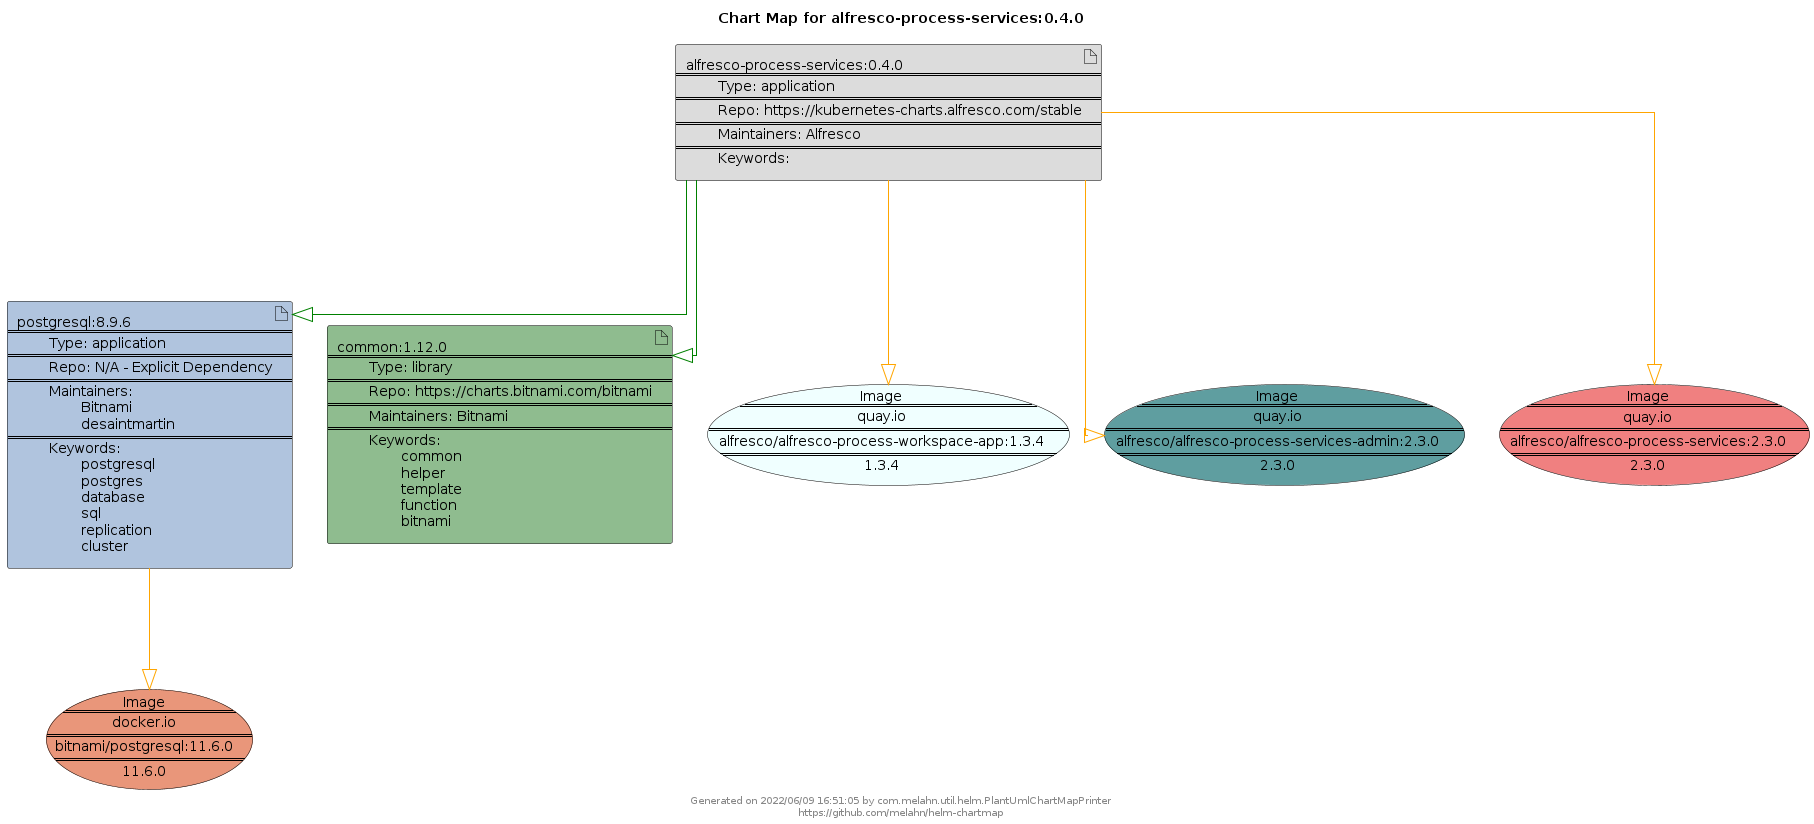 Chart Map for alfresco-process-services:0.4.0
alfresco-process-services:0.4.0
Type: application
Repo: https://kubernetes-charts.alfresco.com/stable
Maintainers: Alfresco
Keywords:
postgresql:8.9.6
Type: application
Repo: N/A - Explicit Dependency
Maintainers:
Bitnami
desaintmartin
Keywords:
postgresql
postgres
database
sql
replication
cluster
common:1.12.0
Type: library
Repo: https://charts.bitnami.com/bitnami
Maintainers: Bitnami
Keywords:
common
helper
template
function
bitnami
Image
quay.io
alfresco/alfresco-process-workspace-app:1.3.4
1.3.4
Image
quay.io
alfresco/alfresco-process-services-admin:2.3.0
2.3.0
Image
quay.io
alfresco/alfresco-process-services:2.3.0
2.3.0
Image
docker.io
bitnami/postgresql:11.6.0
11.6.0
Generated on 2022/06/09 16:51:05 by com.melahn.util.helm.PlantUmlChartMapPrinter
https://github.com/melahn/helm-chartmap